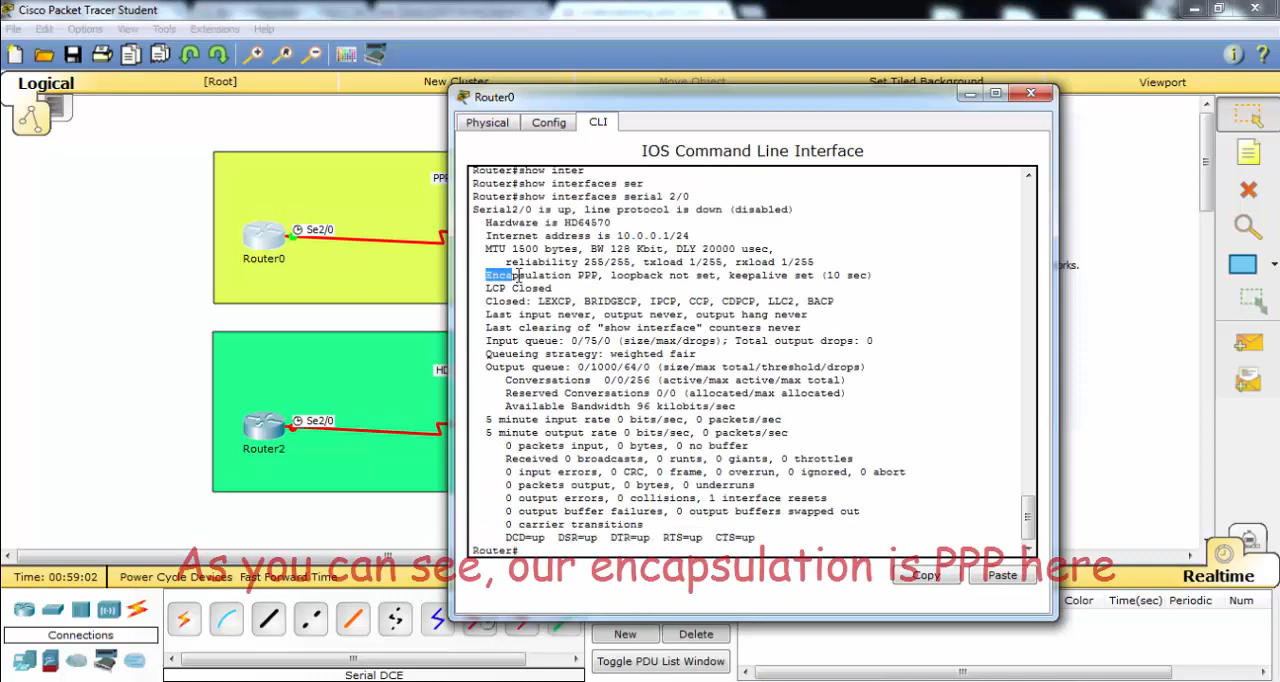 Cisco Packet Tracer Student
File Edit Options View Tools Extensions Help
Logical [Root] New Cluster Move Object Set Tiled Background Viewport
Router0
Physical Config CLI
IOS Command Line Interface
Router#show inter
Router#show interfaces ser
Router#show interfaces serial 2/0
Serial2/0 is up, line protocol is down (disabled)
Hardware is HD64570
Internet address is 10.0.0.1/24
MTU 1500 bytes, BW 128 Kbit, DLY 20000 usec,
reliability 255/255, txload 1/255, rxload 1/255
Encapsulation PPP, loopback not set, keepalive set (10 sec)
LCP Closed
Closed: LEXCP, BRIDGECP, IPCP, CCP, CDPCP, LLC2, BACP
Last input never, output never, output hang never
Last clearing of "show interface" counters never
Input queue: 0/75/0 (size/max/drops); Total output drops: 0
Queueing strategy: weighted fair
Output queue: 0/1000/64/0 (size/max total/threshold/drops)
Conversations 0/0/256 (active/max active/max total)
Reserved Conversations 0/0 (allocated/max allocated)
Available Bandwidth 96 kilobits/sec
5 minute input rate 0 bits/sec, 0 packets/sec
5 minute output rate 0 bits/sec, 0 packets/sec
0 packets input, 0 bytes, 0 no buffer
Received 0 broadcasts, 0 runts, 0 giants, 0 throttles
0 input errors, 0 CRC, 0 frame, 0 overrun, 0 ignored, 0 abort
0 packets output, 0 bytes, 0 underruns
0 output errors, 0 collisions, 1 interface resets
0 output buffer failures, 0 output buffers swapped out
0 carrier transitions
DCD=up DSR=up DTR=up RTS=up CTS=up
Router#
Copy Paste
PPP
Se2/0
Router0
HD
Se2/0
Router2
As you can see, our encapsulation is PPP here
Time: 00:59:02 Power Cycle Devices Fast Forward Time
Realtime
Connections
Serial DCE
New Delete
Toggle PDU List Window
Color Time(sec) Periodic Num